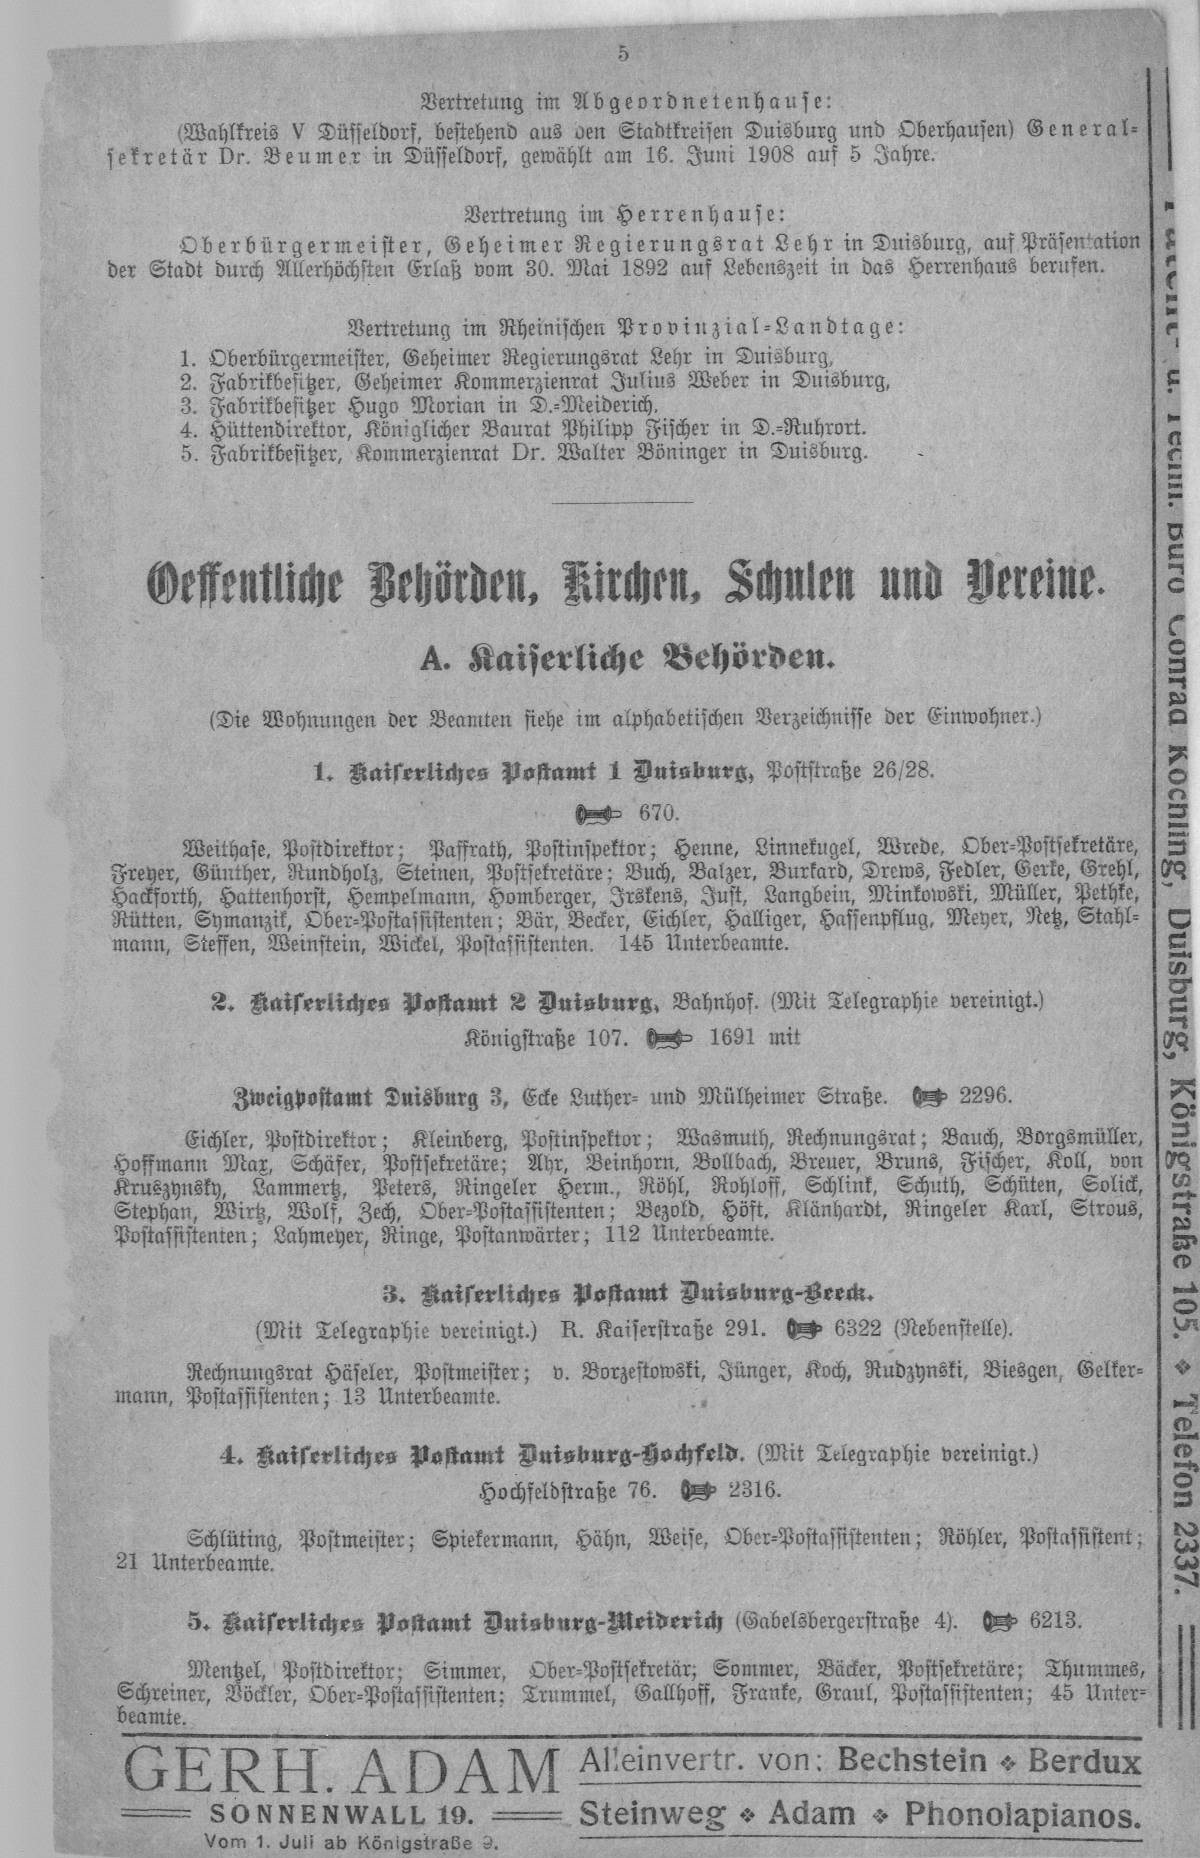 5
Vertretung im Abgeordnetenhause:
(Wahlkreis V Düsseldorf, bestehend aus den Stadtkreisen Duisburg und Oberhausen) General-
sekretär Dr. Beumer in Düsseldorf, gewählt am 16. Juni 1908 auf 5 Jahre.
Vertretung im Herrenhause:
Oberbürgermeister, Geheimer Regierungsrat Lehr in Duisburg, auf Präsentation
der Stadt durch Allerhöchsten Erlaß vom 30. Mai 1892 auf Lebenszeit in das Herrenhaus berufen.
Vertretung im Rheinischen Provinzial-Landtage:
1. Oberbürgermeister, Geheimer Regierungsrat Lehr in Duisburg,
2. Fabrikbesitzer, Geheimer Kommerzienrat Julius Weber in Duisburg,
3. Fabrikbesitzer Hugo Morian in D.-Meiderich,
4. Hüttendirektor, Königlicher Baurat Philipp Fischer in D.-Ruhrort.
5. Fabrikbesitzer, Kommerzienrat Dr. Walter Böninger in Duisburg.
Oeffentliche Behörden, Kirchen, Schulen und Vereine.
A. Kaiserliche Behörden.
(Die Wohnungen der Beamten siehe im alphabetischen Verzeichnisse der Einwohner.)
1. Kaiserliches Postamt 1 Duisburg, Poststraße 26/28.
670.
Weithase, Postdirektor; Paffrath, Postinspektor; Henne, Linnekugel, Wrede, Ober-Postsekretäre,
Freyer, Günther, Rundholz, Steinen, Postsekretäre; Buch, Balzer, Burkard, Drews, Fedler, Gerke, Grehl,
Hackforth, Hattenhorst, Hempelmann, Homberger, Irskens, Just, Langbein, Minkowski, Müller, Pethke,
Rütten, Symanzik, Ober-Postassistenten; Bär, Becker, Eichler, Halliger, Hassenpflug, Meyer, Netz, Stahl-
mann, Steffen, Weinstein, Wickel, Postassistenten. 145 Unterbeamte.
2. Kaiserliches Postamt 2 Duisburg, Bahnhof. (Mit Telegraphie vereinigt.)
Königstraße 107. 1691 mit
Zweigpostamt Duisburg 3, Ecke Luther- und Mülheimer Straße. 2296.
Eichler, Postdirektor; Kleinberg, Postinspektor; Wasmuth, Rechnungsrat; Bauch, Borgsmüller,
Hoffmann Max, Schäfer, Postsekretäre; Ahr, Beinhorn, Bollbach, Breuer, Bruns, Fischer, Koll, von
Kruszynsky, Lammertz, Peters, Ringeler Herm., Röhl, Rohloff, Schlink, Schuth, Schüten, Solick,
Stephan, Wirtz, Wolf, Zech, Ober-Postassistenten; Bezold, Höft, Klänhardt, Ringeler Karl, Strous,
Postassistenten; Lahmeyer, Ringe, Postanwärter; 112 Unterbeamte.
3. Kaiserliches Postamt Duisburg-Beeck.
(Mit Telegraphie vereinigt.) R. Kaiserstraße 291. 6322 (Nebenstelle).
Rechnungsrat Häseler, Postmeister; v. Borzestowski, Jünger, Koch, Rudzynski, Biesgen, Gelker-
mann, Postassistenten; 13 Unterbeamte.
4. Kaiserliches Postamt Duisburg-Hochfeld. (Mit Telegraphie vereinigt.)
Hochfeldstraße 76. 2316.
Schlüting, Postmeister; Spiekermann, Hähn, Weise, Ober-Postassistenten; Röhler, Postassistent;
21 Unterbeamte.
5. Kaiserliches Postamt Duisburg-Meiderich (Gabelsbergerstraße 4). 6213.
Mentzel, Postdirektor; Simmer, Ober-Postsekretär; Sommer, Bäcker, Postsekretäre; Thummes,
Schreiner, Böckler, Ober-Postassistenten; Trummel, Gallhoff, Franke, Graul, Postassistenten; 45 Unter-
beamte.
GERH. ADAM
SONNENWALL 19.
Vom 1. Juli ab Königstraße 9.
Alleinvertr. von: Bechstein ❖ Berdux
Steinweg ❖ Adam ❖ Phonolapianos.
Patent- u. Techn. Büro Conrad Köchling, Duisburg, Königstraße 105. ❖ Telefon 2337.